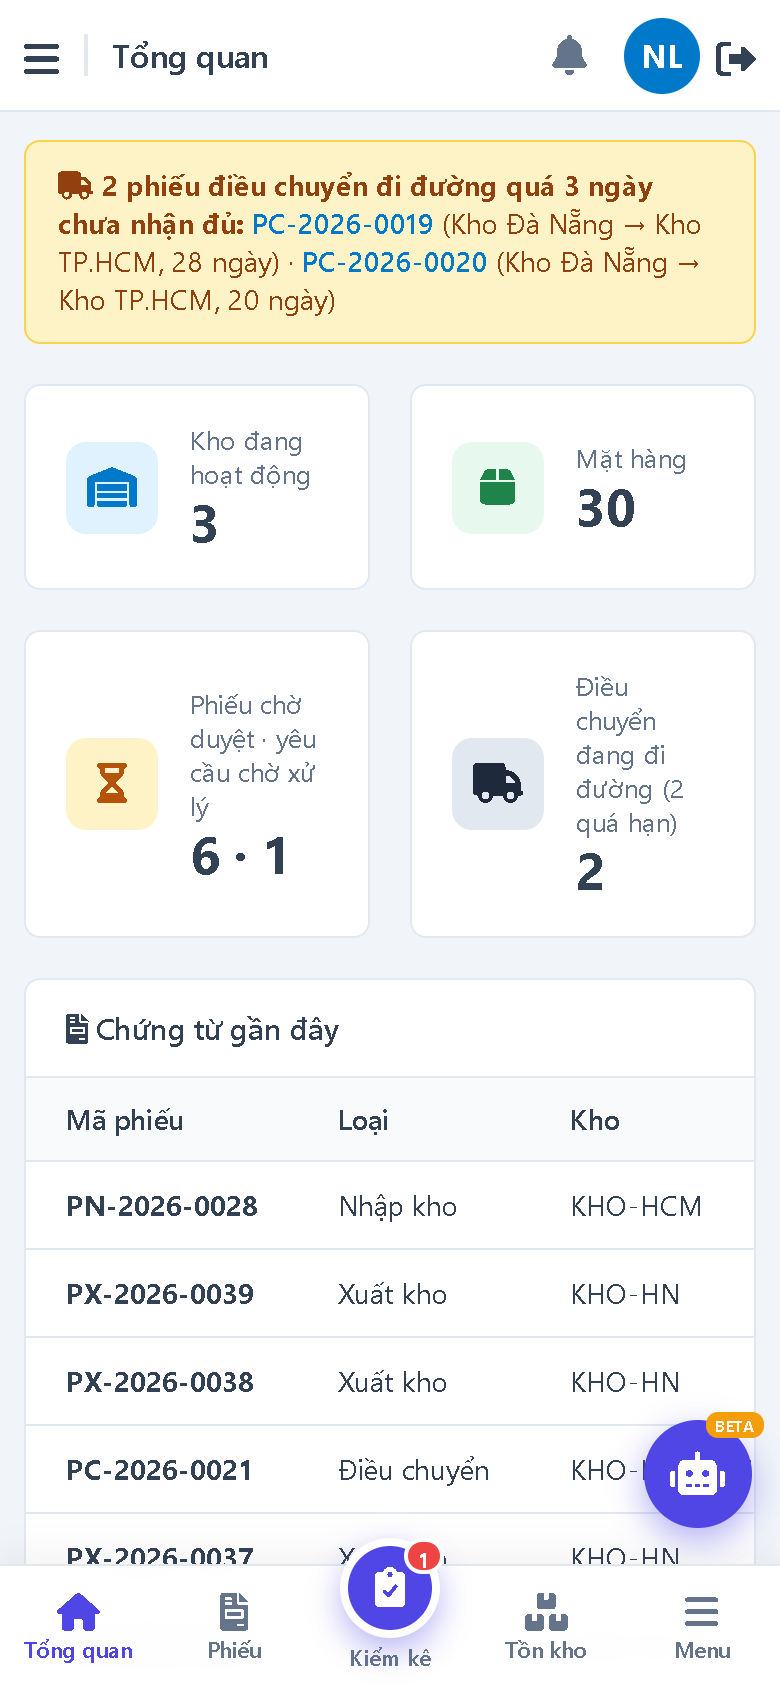 Tổng quan
NL
2 phiếu điều chuyển đi đường quá 3 ngày
chưa nhận đủ: PC-2026-0019 (Kho Đà Nẵng → Kho
TP.HCM, 28 ngày) · PC-2026-0020 (Kho Đà Nẵng →
Kho TP.HCM, 20 ngày)
Kho đang
hoạt động
3
Mặt hàng
30
Phiếu chờ
duyệt · yêu
cầu chờ xử
lý
6 · 1
Điều
chuyển
đang đi
đường (2
quá hạn)
2
Chứng từ gần đây
Mã phiếu Loại Kho
PN-2026-0028 Nhập kho KHO-HCM
PX-2026-0039 Xuất kho KHO-HN
PX-2026-0038 Xuất kho KHO-HN
BETA
PC-2026-0021 Điều chuyển
PX-2026-0037 KHO-HN
1
Tổng quan Phiếu Kiểm kê Tồn kho Menu